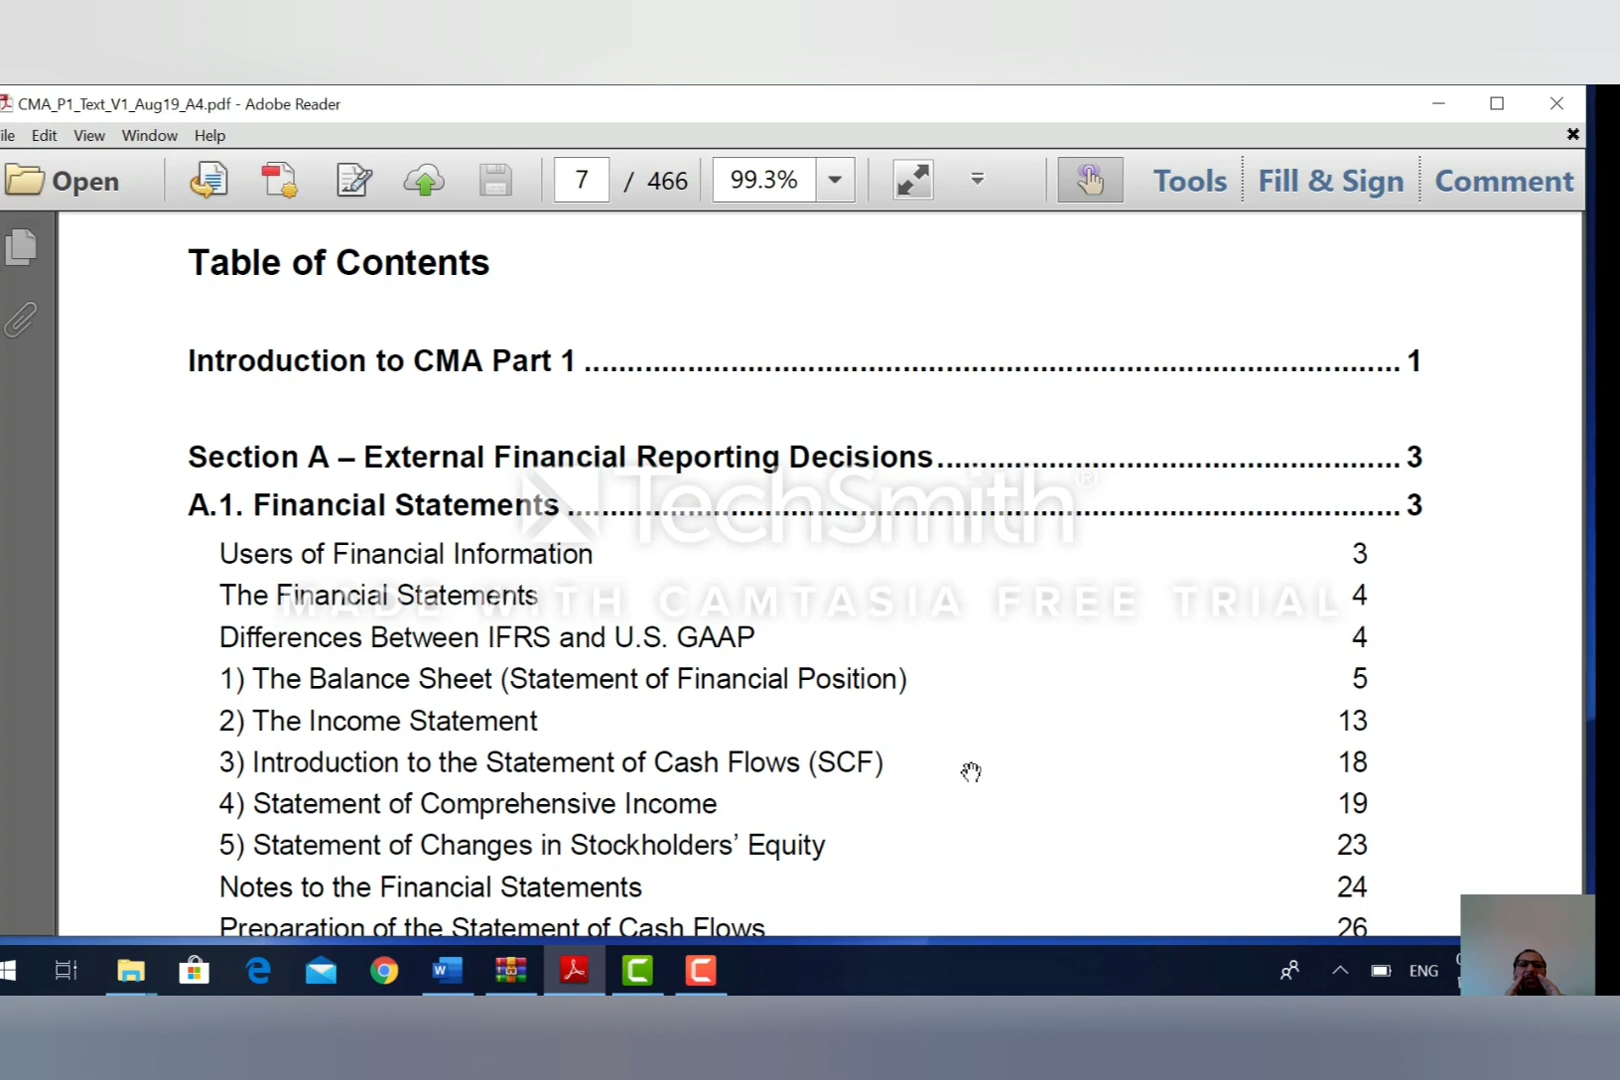 CMA_P1_Text_V1_Aug19_A4.pdf - Adobe Reader
ile Edit View Window Help
Open 7 / 466 99.3% Tools Fill & Sign Comment
Table of Contents
Introduction to CMA Part 1 1
Section A – External Financial Reporting Decisions 3
A.1. Financial Statements 3
TechSmith®
Users of Financial Information 3
The Financial Statements 4
MADE WITH CAMTASIA FREE TRIAL
Differences Between IFRS and U.S. GAAP 4
1) The Balance Sheet (Statement of Financial Position) 5
2) The Income Statement 13
3) Introduction to the Statement of Cash Flows (SCF) 18
4) Statement of Comprehensive Income 19
5) Statement of Changes in Stockholders’ Equity 23
Notes to the Financial Statements 24
Preparation of the Statement of Cash Flows 26
ENG